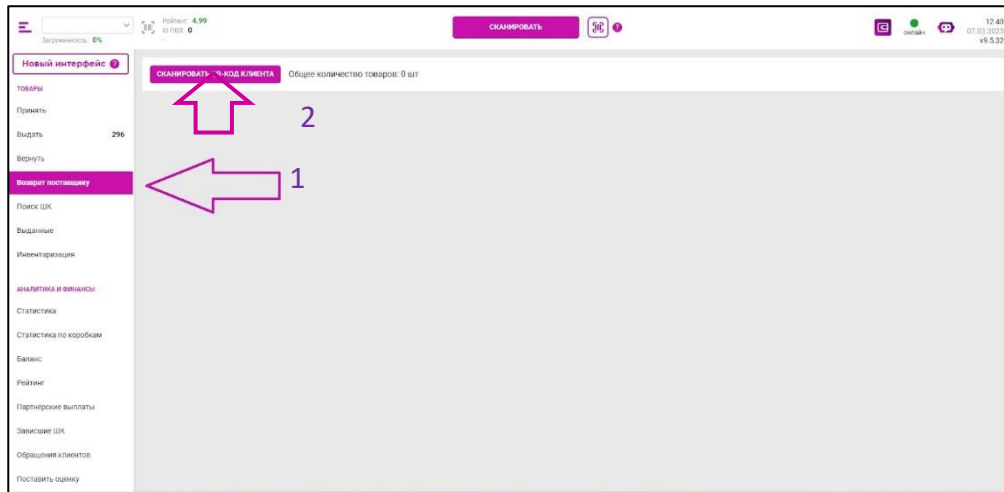 Загруженность: 0%
Рейтинг: 4.99
ID ПВЗ: 0
СКАНИРОВАТЬ
?
онлайн
12:40
07.03.2023
v9.5.32
Новый интерфейс ?
СКАНИРОВАТЬ QR-КОД КЛИЕНТА
Общее количество товаров: 0 шт
2
1
ТОВАРЫ
Принять
Выдать 296
Вернуть
Возврат поставщику
Поиск ШК
Выданные
Инвентаризация
АНАЛИТИКА И ФИНАНСЫ
Статистика
Статистика по коробкам
Баланс
Рейтинг
Партнёрские выплаты
Зависшие ШК
Обращения клиентов
Поставить оценку